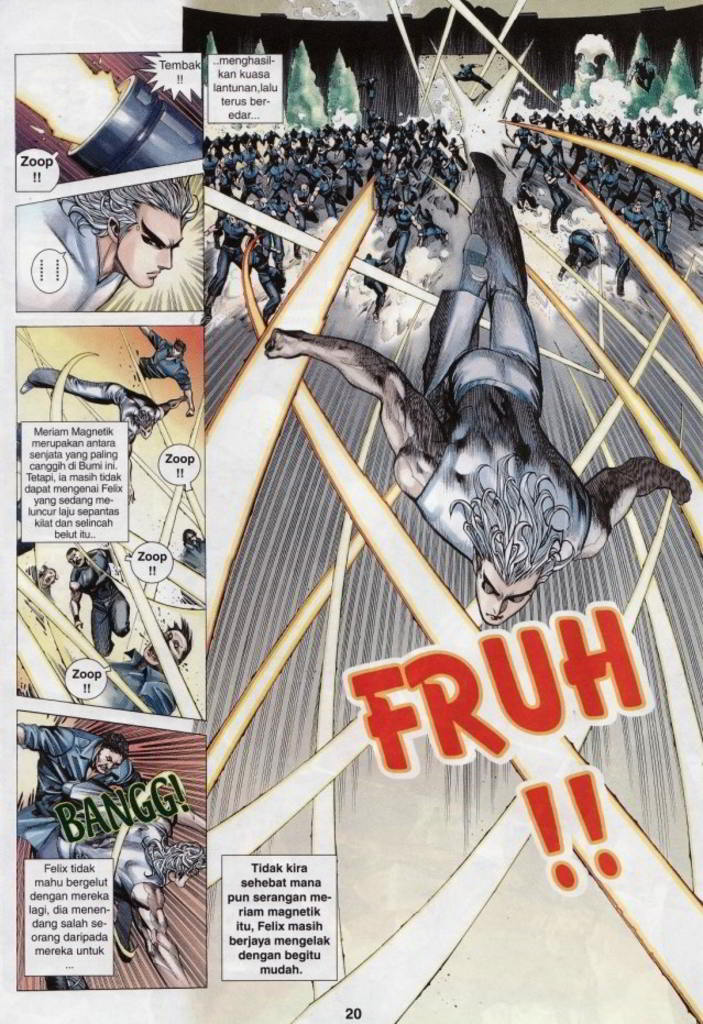 Tembak
!!
Zoop
!!
!!!
Meriam Magnetik
merupakan antara
senjata yang paling
canggih di Bumi ini.
Tetapi, ia masih tidak
dapat mengenai Felix
yang sedang me-
luncur laju sepantas
kilat dan selincah
belut itu..
Zoop
!!
Zoop
!!
Zoop
!!
BANGG!
Felix tidak
mahu bergelut
dengan mereka
lagi, dia menen-
dang salah se-
orang daripada
mereka untuk
...
..menghasil-
kan kuasa
lantunan,lalu
terus ber-
edar...
FRUH
!!
Tidak kira
sehebat mana
pun serangan me-
riam magnetik
itu, Felix masih
berjaya mengelak
dengan begitu
mudah.
20